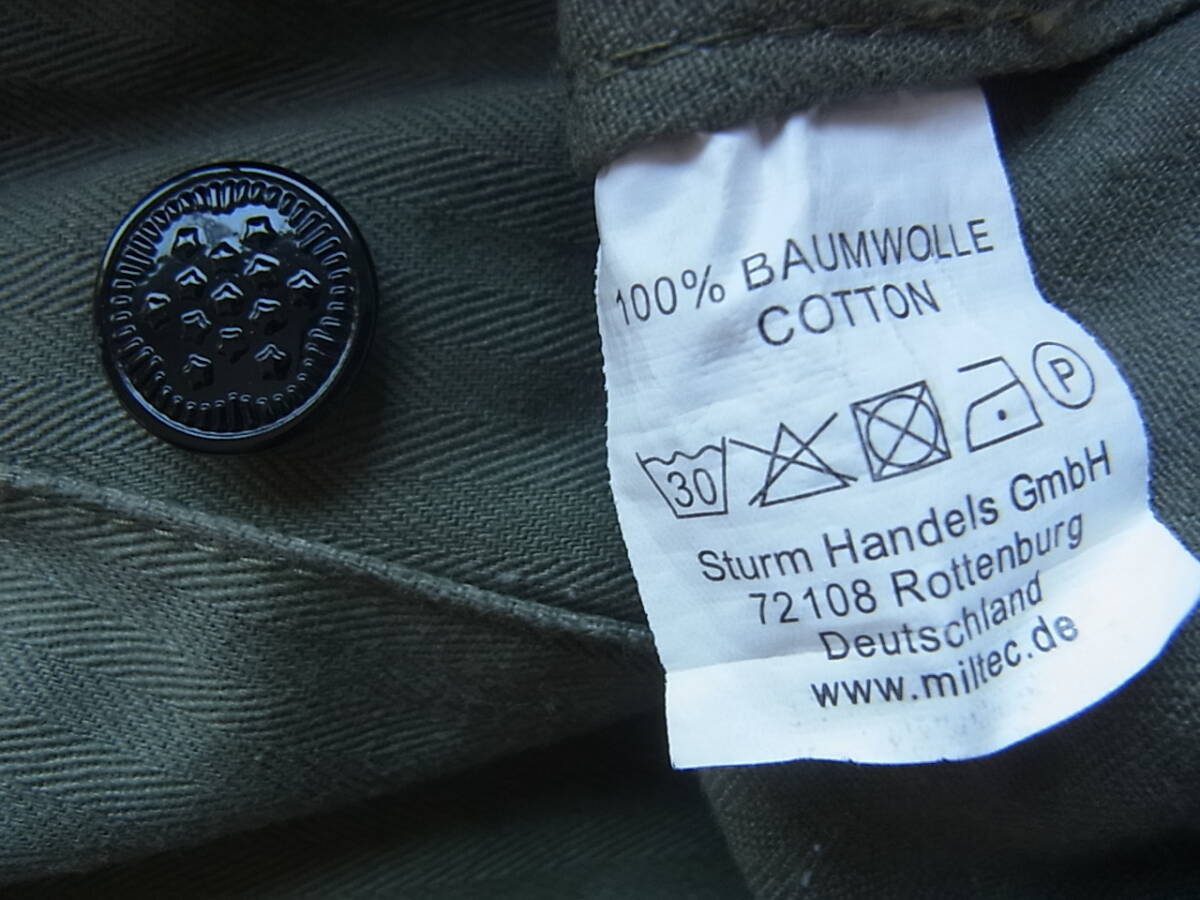 100% BAUMWOLLE
COTTON
30 P
Sturm Handels GmbH
72108 Rottenburg
Deutschland
www.miltec.de